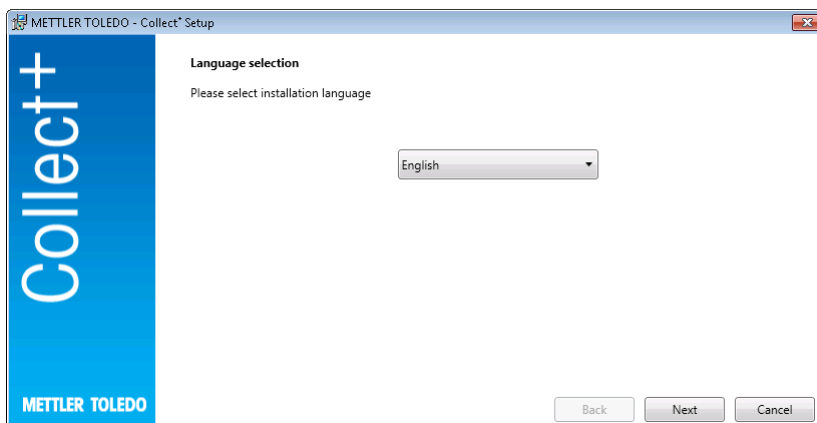 METTLER TOLEDO - Collect⁺ Setup
Collect+
Language selection
Please select installation language
English
METTLER TOLEDO
Back
Next
Cancel